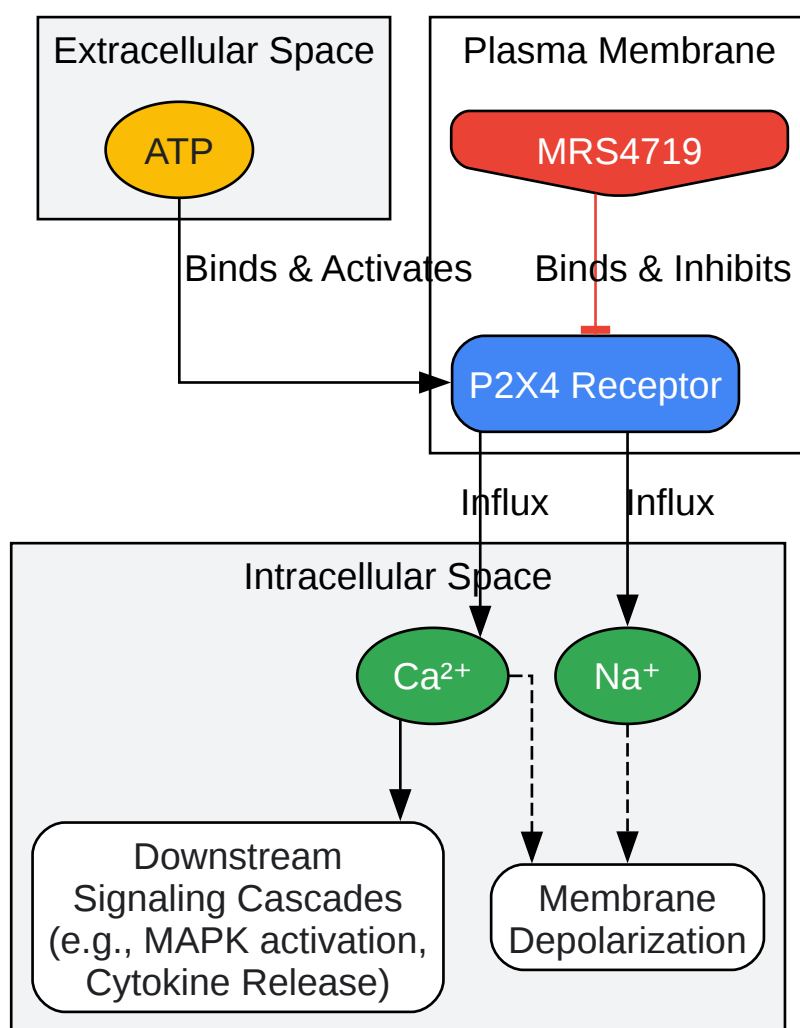 Extracellular Space
Plasma Membrane
ATP
MRS4719
Binds & Activates
Binds & Inhibits
P2X4 Receptor
Influx
Influx
Intracellular Space
Ca²⁺
Na⁺
Downstream
Signaling Cascades
(e.g., MAPK activation,
Cytokine Release)
Membrane
Depolarization